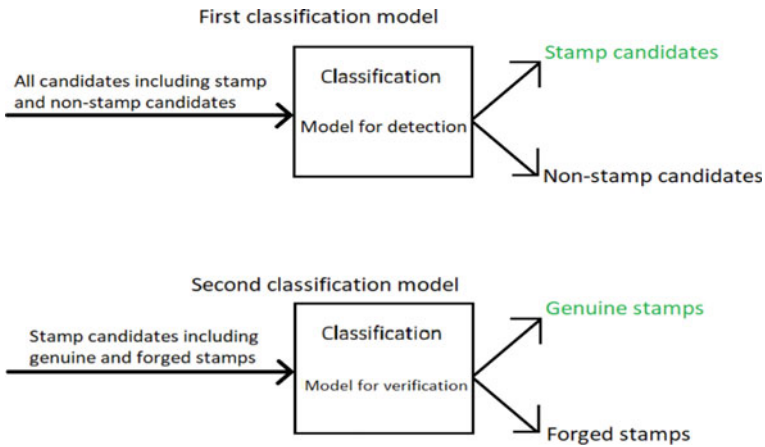 First classification model
Stamp candidates
All candidates including stamp
and non-stamp candidates
Classification
Model for detection
Non-stamp candidates
Second classification model
Genuine stamps
Stamp candidates including
genuine and forged stamps
Classification
Model for verification
Forged stamps